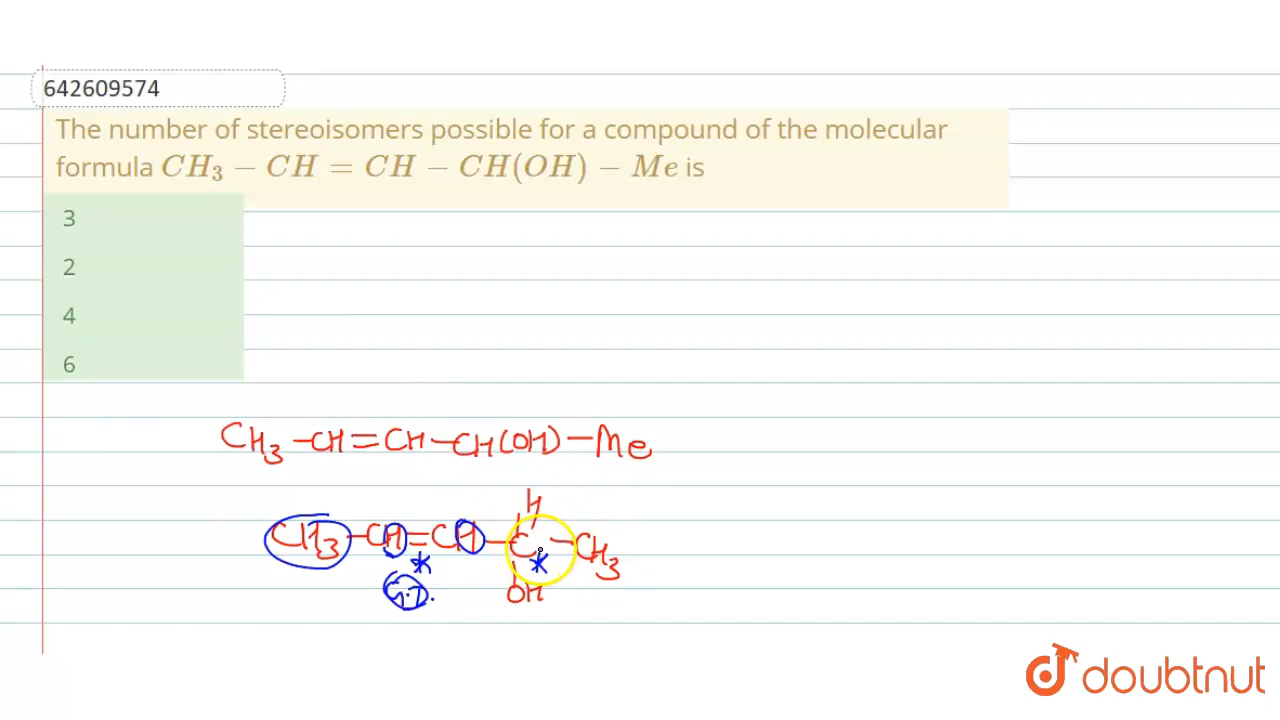 642609574
The number of stereoisomers possible for a compound of the molecular
formula CH₃ − CH = CH − CH(OH) − Me is
3
2
4
6
CH₃ − CH = CH − CH(OH) − Me
H
CH₃ − CH = CH − C − CH₃
* *
G.I. OH
doubtnut